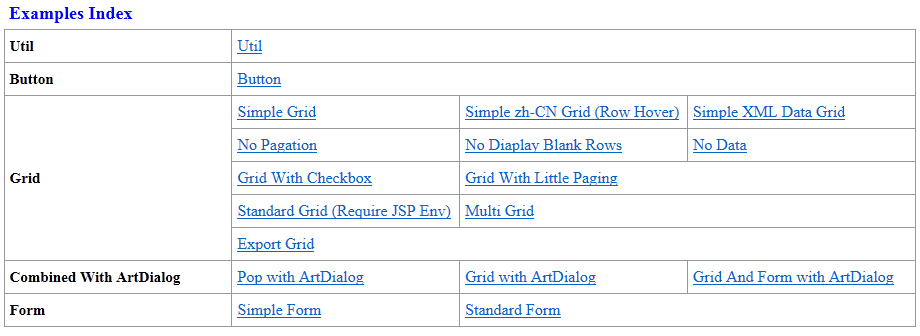 Examples Index
Util Util
Button Button
Simple Grid Simple zh-CN Grid (Row Hover) Simple XML Data Grid
No Pagation No Diaplay Blank Rows No Data
Grid Grid With Checkbox Grid With Little Paging
Standard Grid (Require JSP Env) Multi Grid
Export Grid
Combined With ArtDialog Pop with ArtDialog Grid with ArtDialog Grid And Form with ArtDialog
Form Simple Form Standard Form